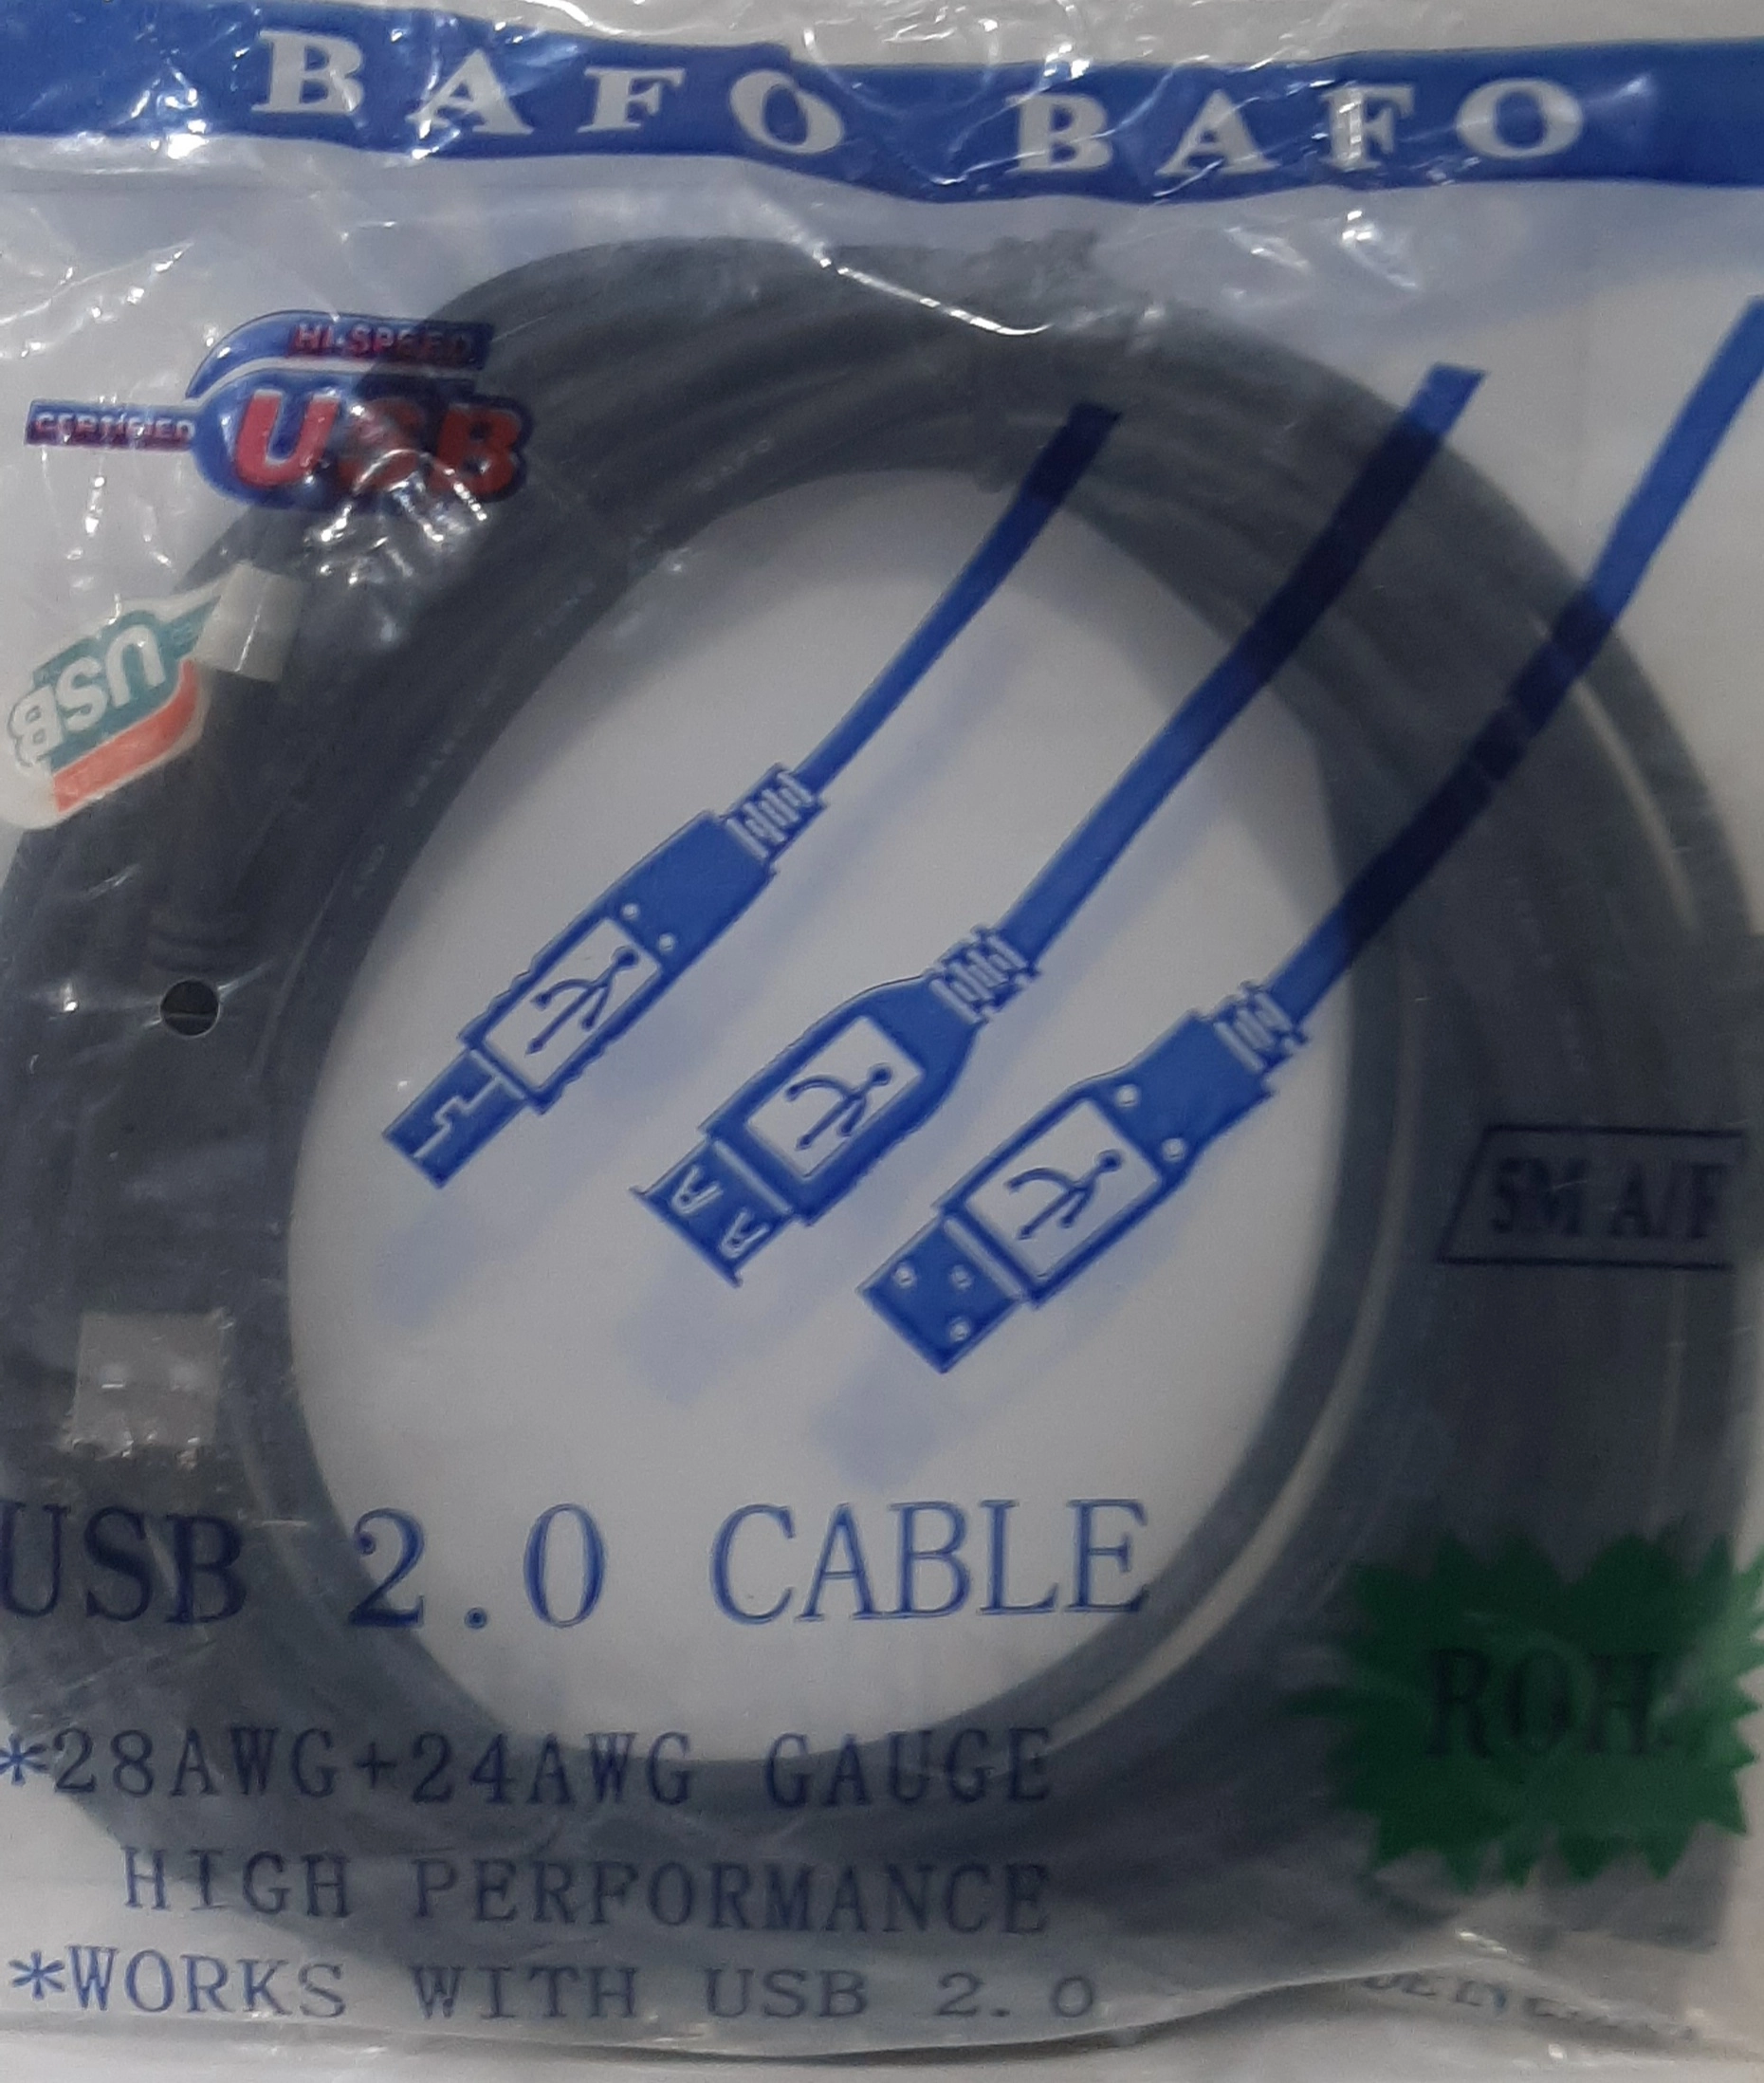 BAFO BAFO
HI-SPEED
CERTIFIED USB
USB
5M A/F
USB 2.0 CABLE
ROH
*28AWG+24AWG GAUGE
HIGH PERFORMANCE
*WORKS WITH USB 2.0